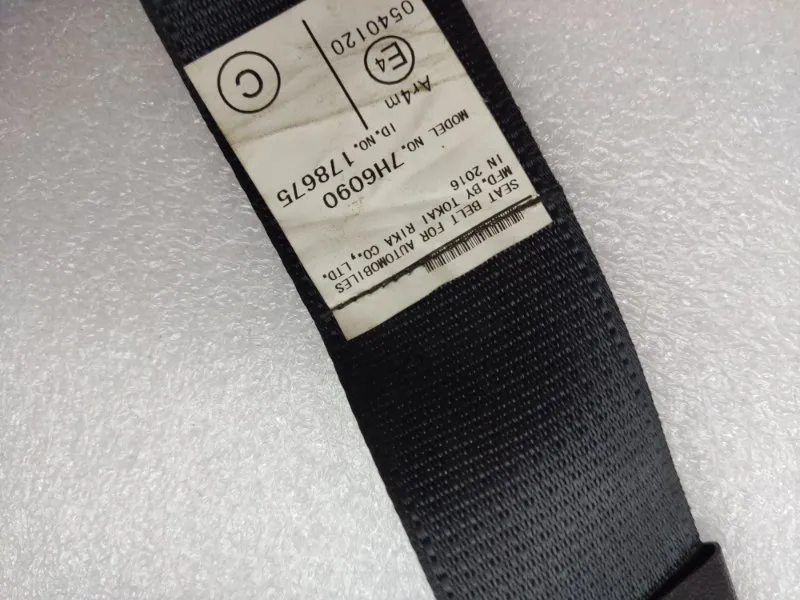 SEAT BELT FOR AUTOMOBILES
MFD.BY TOKAI RIKA CO.,LTD.
IN 2016
MODEL NO. 7H6090
ID.NO. 178675
Ar4m
E4
0540120
C